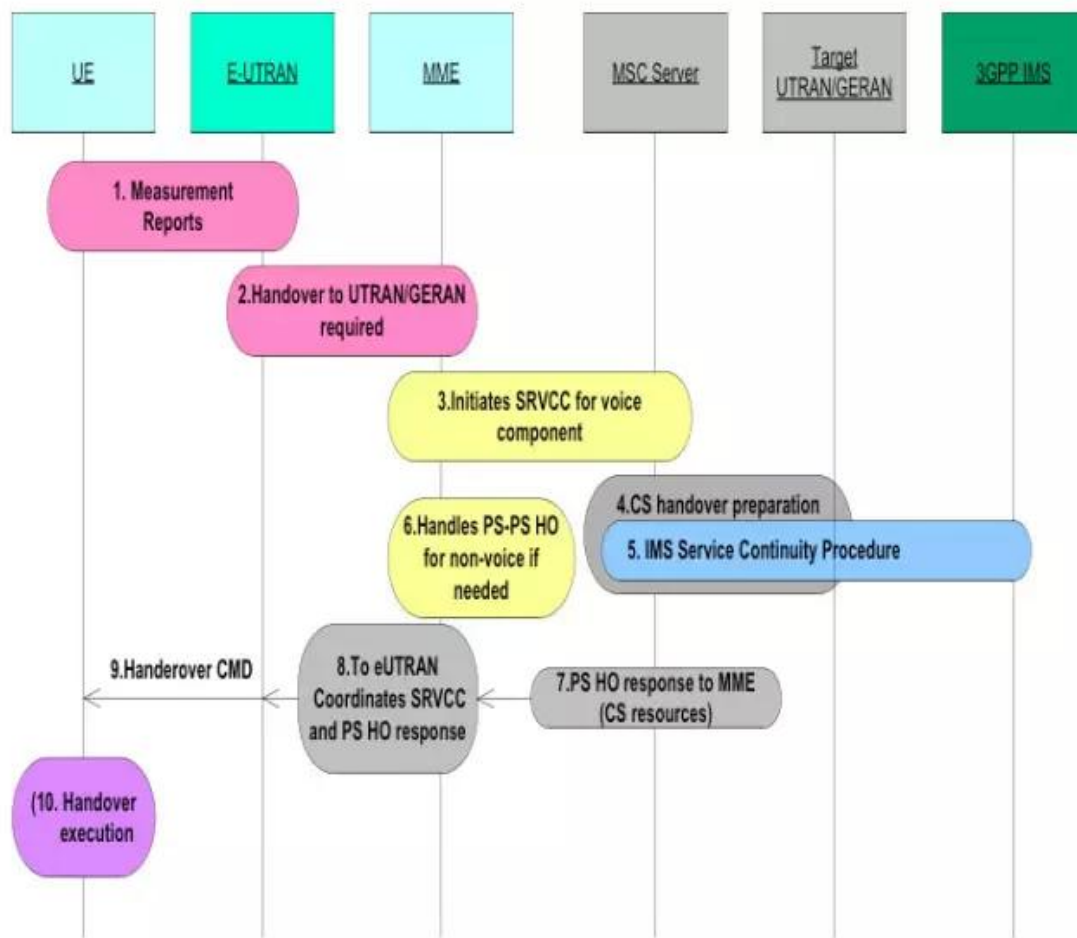 UE
E-UTRAN
MME
MSC Server
Target
UTRAN/GERAN
3GPP IMS
1. Measurement
Reports
2.Handover to UTRAN/GERAN
required
3.Initiates SRVCC for voice
component
4.CS handover preparation
5. IMS Service Continuity Procedure
6.Handles PS-PS HO
for non-voice if
needed
7.PS HO response to MME
(CS resources)
8.To eUTRAN
Coordinates SRVCC
and PS HO response
9.Handerover CMD
(10. Handover
execution